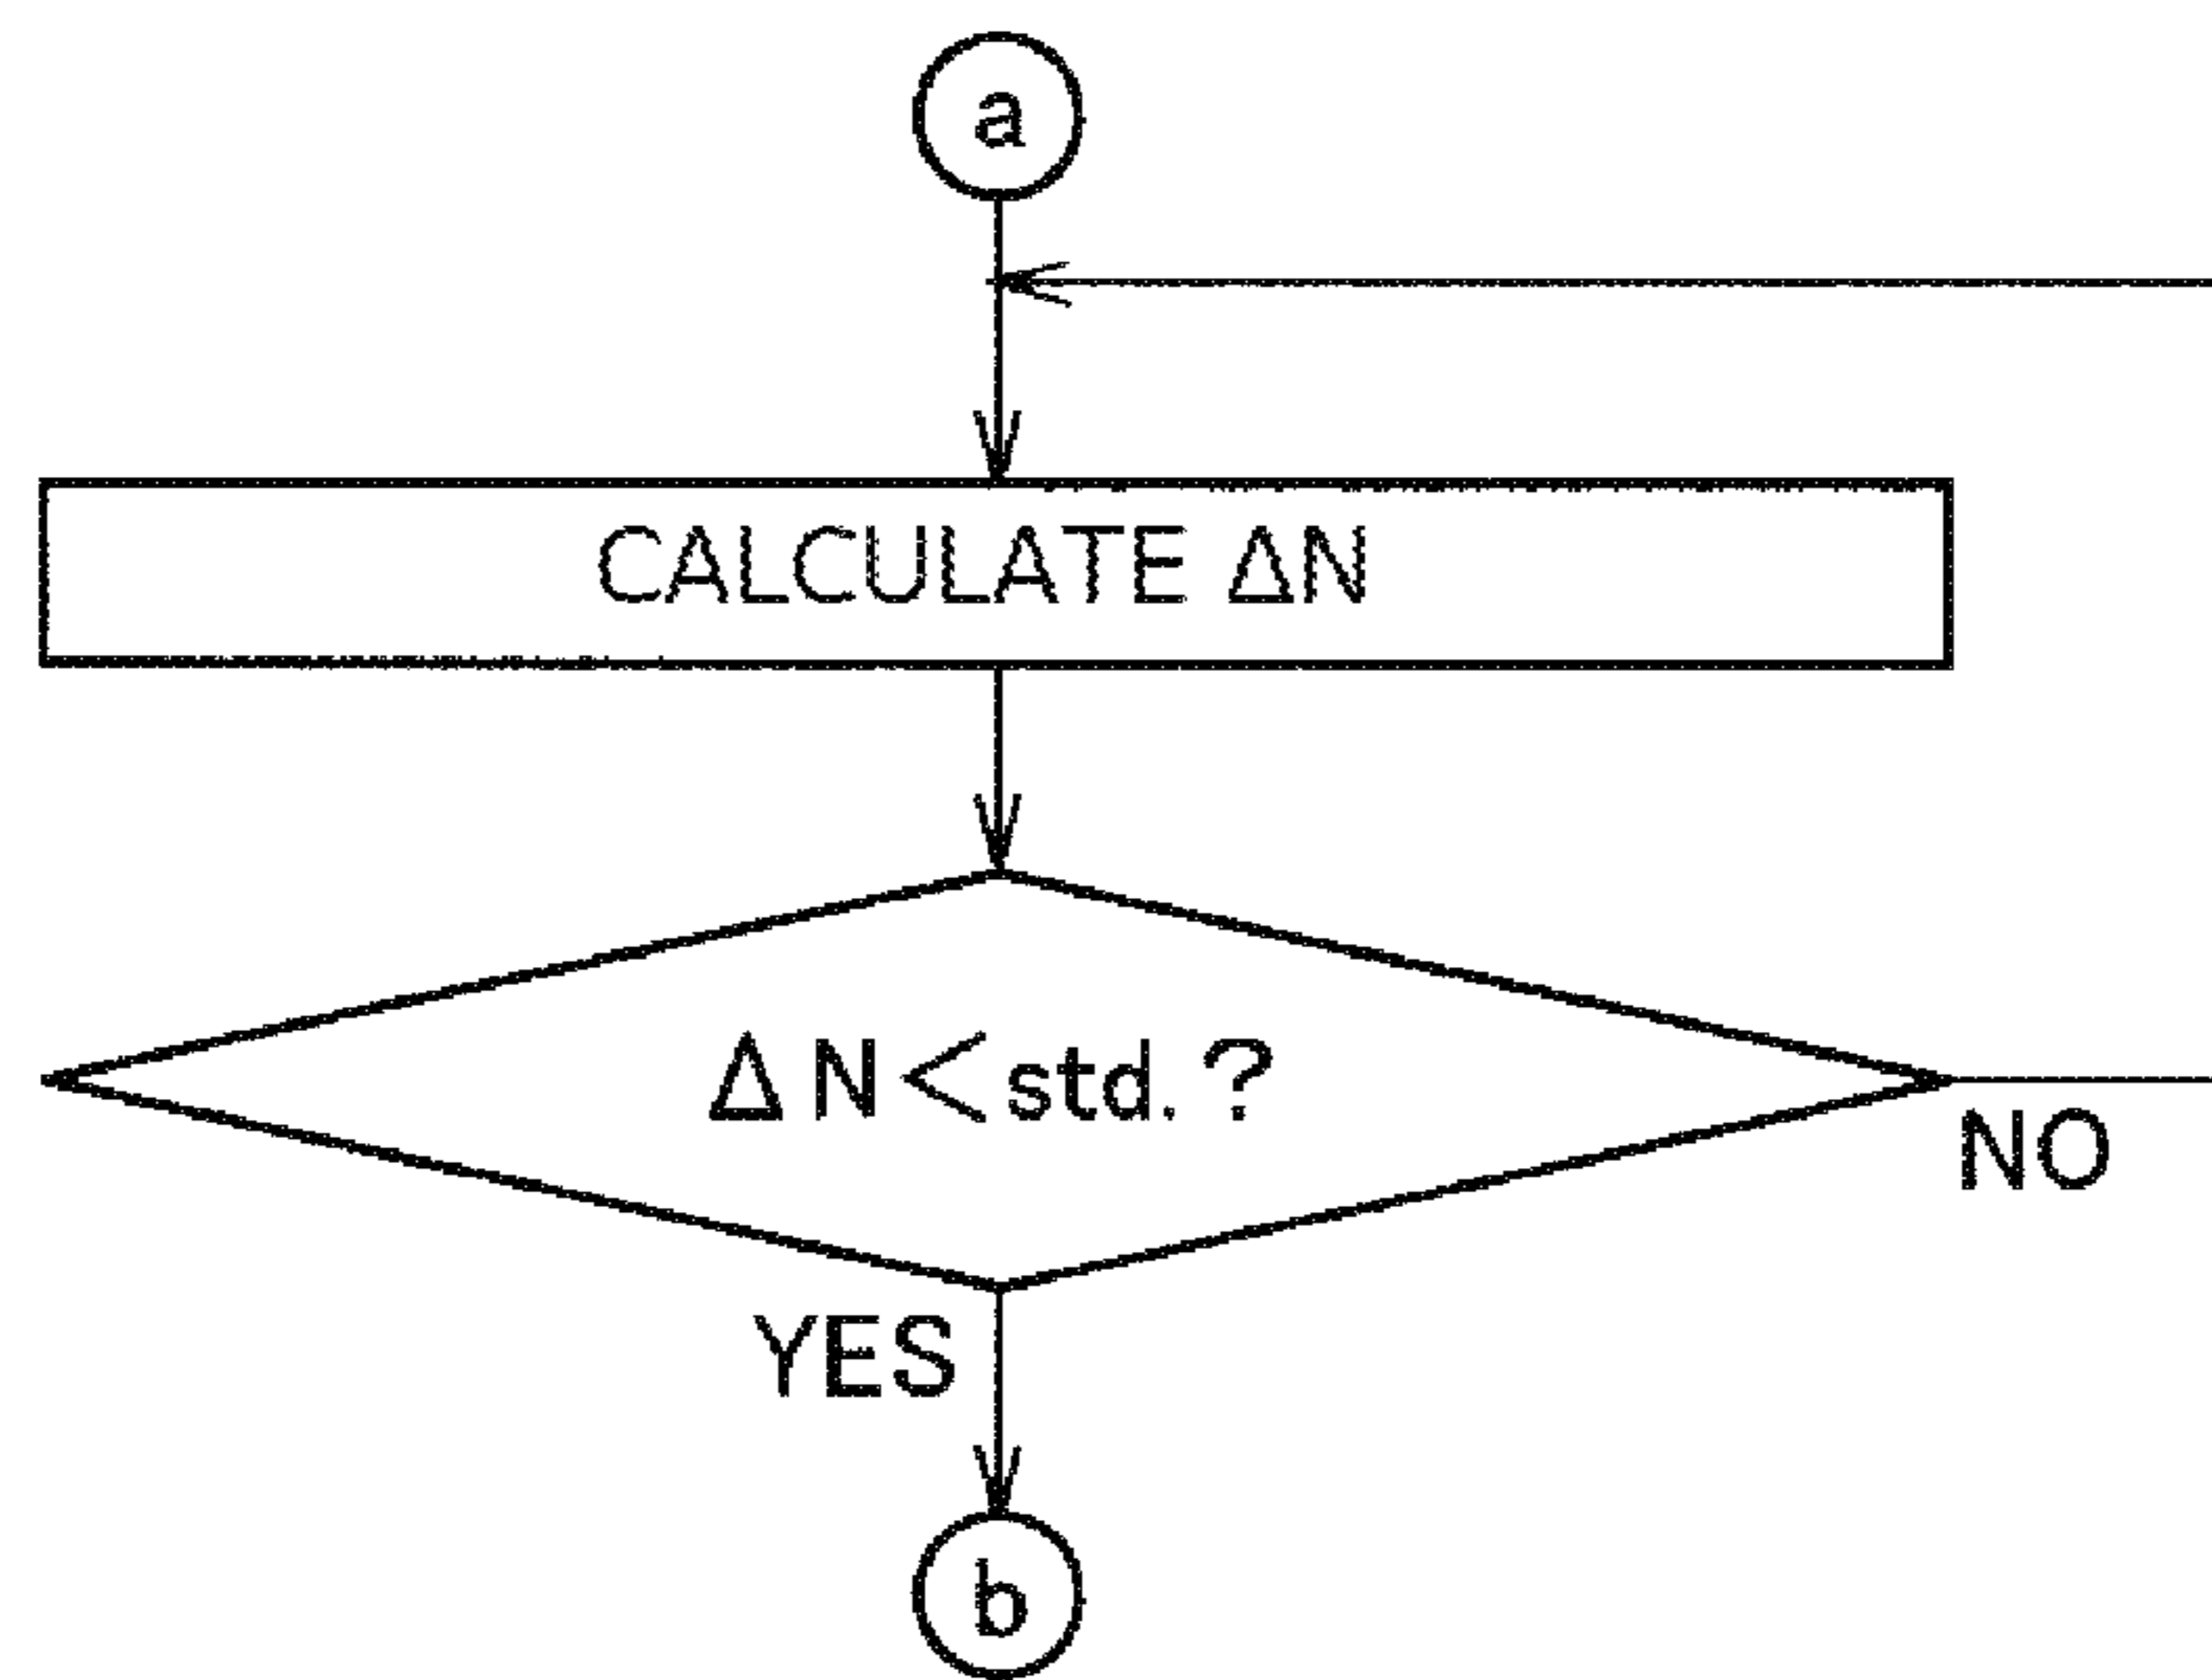 a
CALCULATE ΔN
ΔN<std.?
NO
YES
b